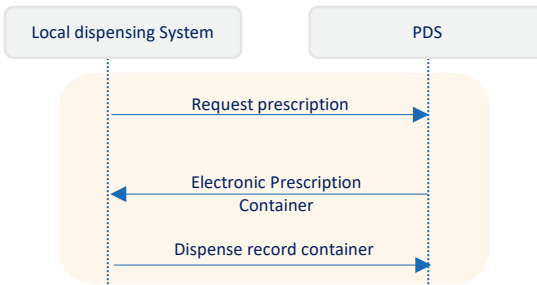 Local dispensing System
PDS
Request prescription
Electronic Prescription
Container
Dispense record container